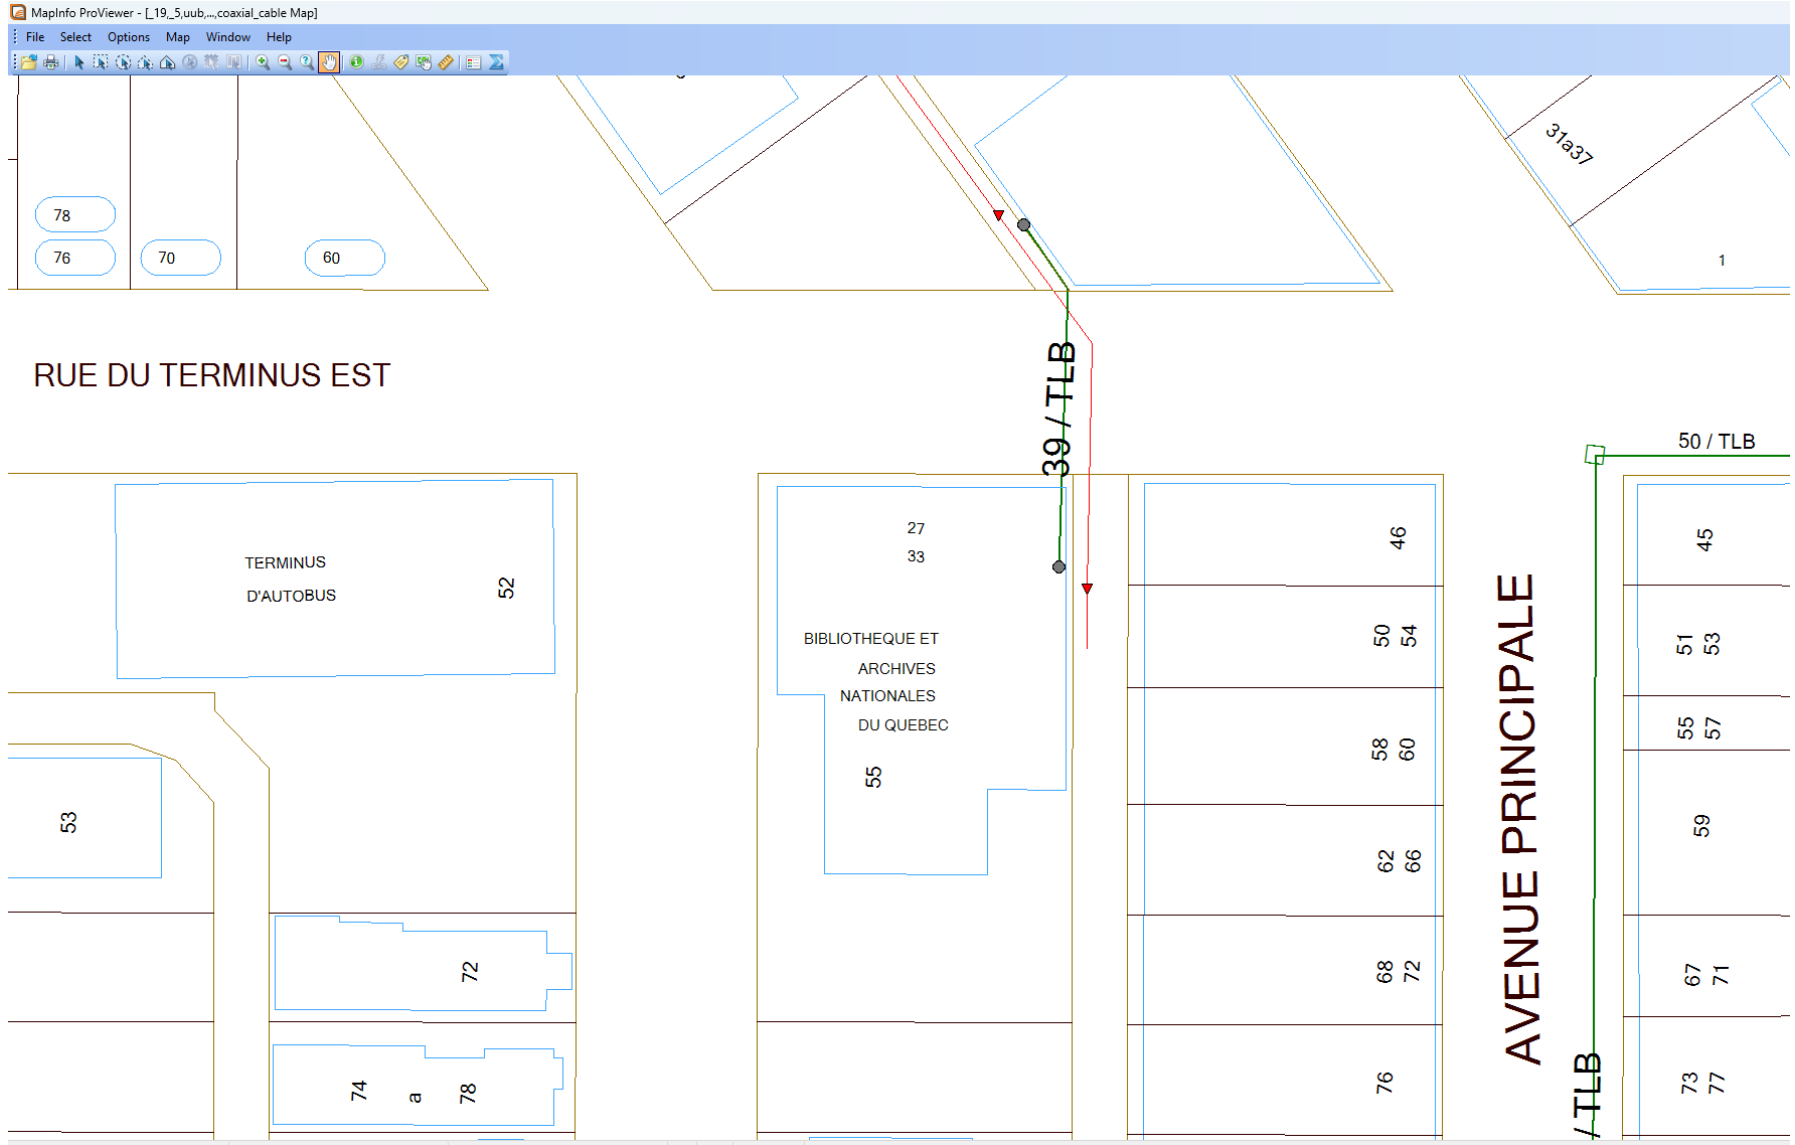 MapInfo ProViewer - [_19,_5,uub,...,coaxial_cable Map]
File Select Options Map Window Help
31a37
78
76
70
60
1
RUE DU TERMINUS EST
39 / TLB
50 / TLB
TERMINUS
D'AUTOBUS
52
27
33
BIBLIOTHEQUE ET
ARCHIVES
NATIONALES
DU QUEBEC
55
46
50 54
58 60
62 66
68 72
76
AVENUE PRINCIPALE
45
51 53
55 57
59
67 71
73 77
/ TLB
53
72
74 a 78